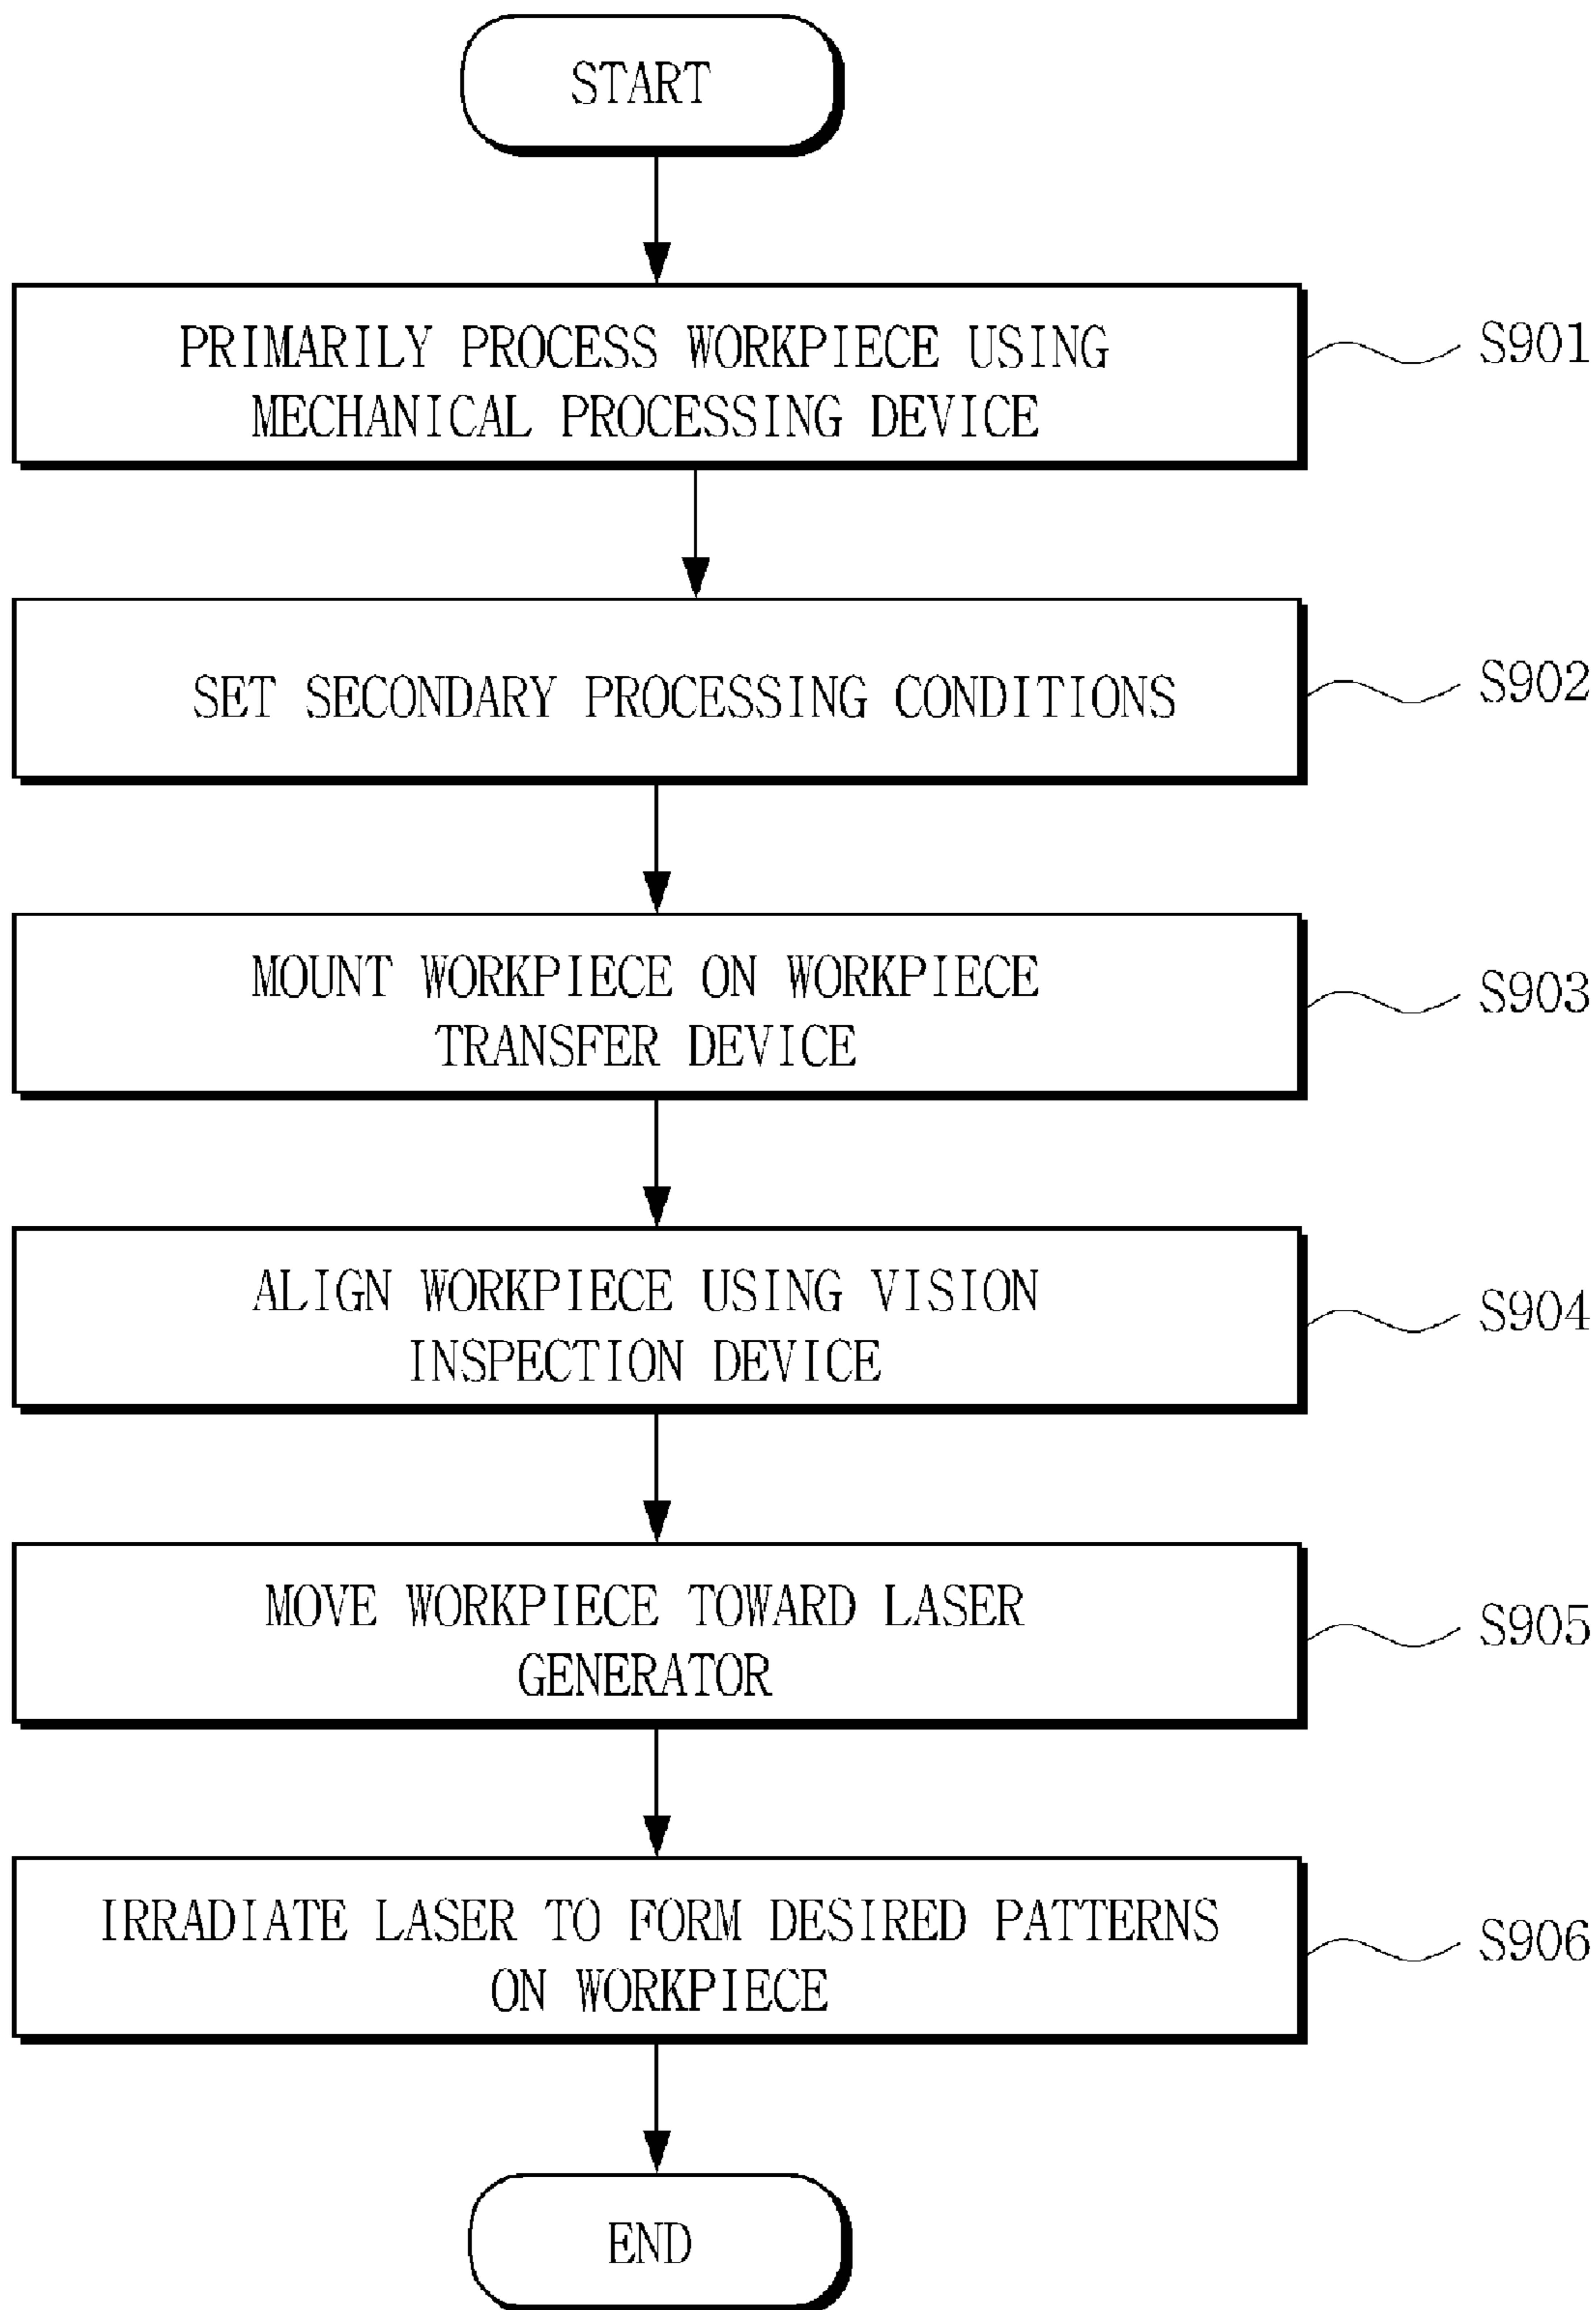 START
PRIMARILY PROCESS WORKPIECE USING
MECHANICAL PROCESSING DEVICE
S901
SET SECONDARY PROCESSING CONDITIONS
S902
MOUNT WORKPIECE ON WORKPIECE
TRANSFER DEVICE
S903
ALIGN WORKPIECE USING VISION
INSPECTION DEVICE
S904
MOVE WORKPIECE TOWARD LASER
GENERATOR
S905
IRRADIATE LASER TO FORM DESIRED PATTERNS
ON WORKPIECE
S906
END